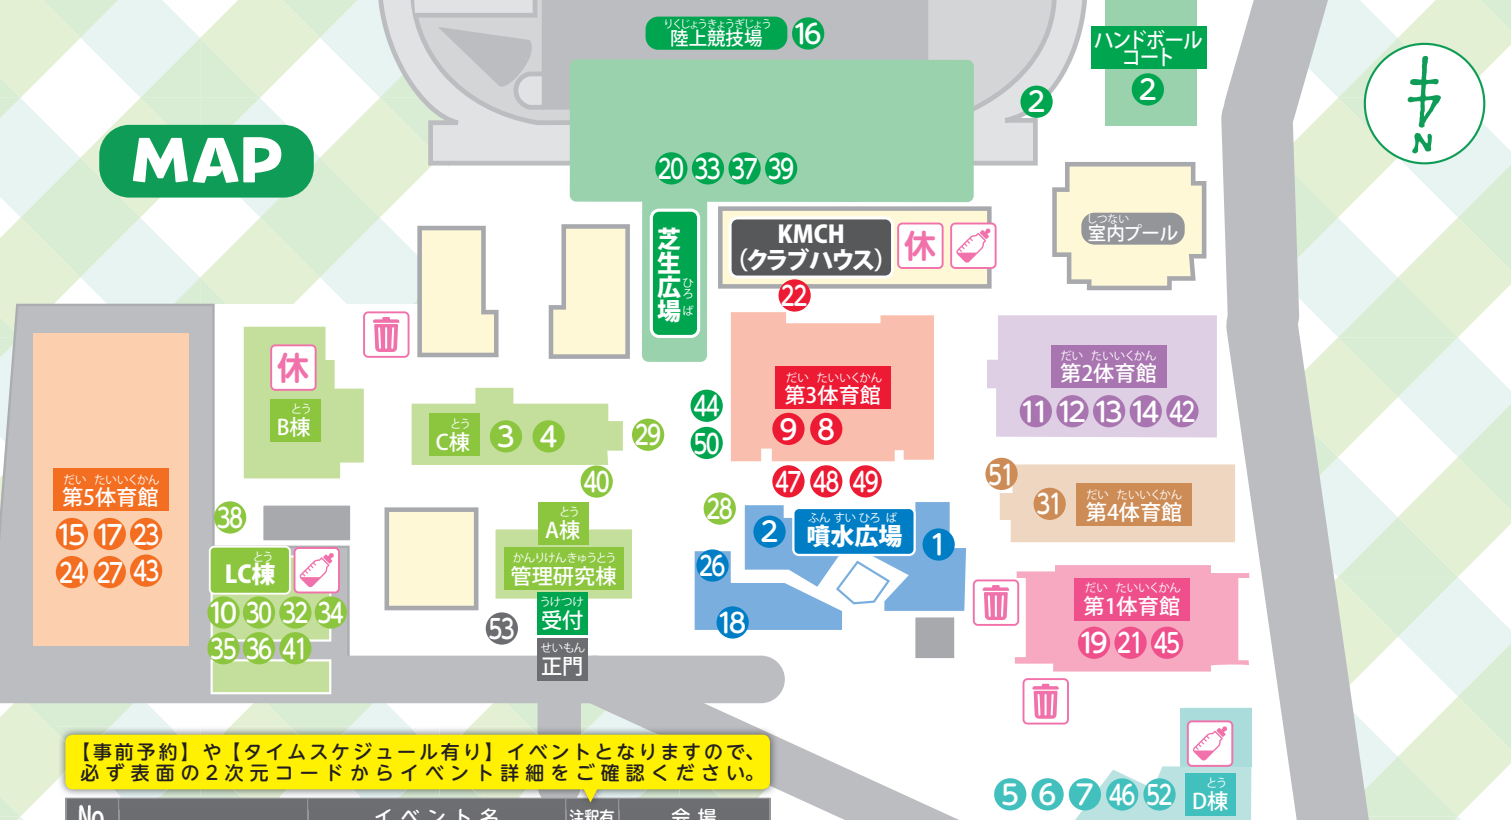 りくじょうきょうぎじょう
陸上競技場 16
ハンドボール
コート
2
2
N
MAP
20 33 37 39
芝生広場
ひろ ば
KMCH
(クラブハウス)
休
22
しつない
室内プール
休
とう
B棟
とう
C棟 3 4
29
44
50
だい たいいくかん
第3体育館
9 8
47 48 49
だい たいいくかん
第2体育館
11 12 13 14 42
だい たいいくかん
第5体育館
15 17 23
24 27 43
38
40
28
51
31
だい たいいくかん
第4体育館
とう
A棟
かんりけんきゅうとう
管理研究棟
ふん すい ひろ ば
噴水広場
2
1
26
18
とう
LC棟
10 30 32 34
35 36 41
うけつけ
受付
53
せいもん
正門
だい たいいくかん
第1体育館
19 21 45
5 6 7 46 52
とう
D棟
【事前予約】や【タイムスケジュール有り】イベントとなりますので、
必ず表面の2次元コードからイベント詳細をご確認ください。
No イベント名 注釈有 会場